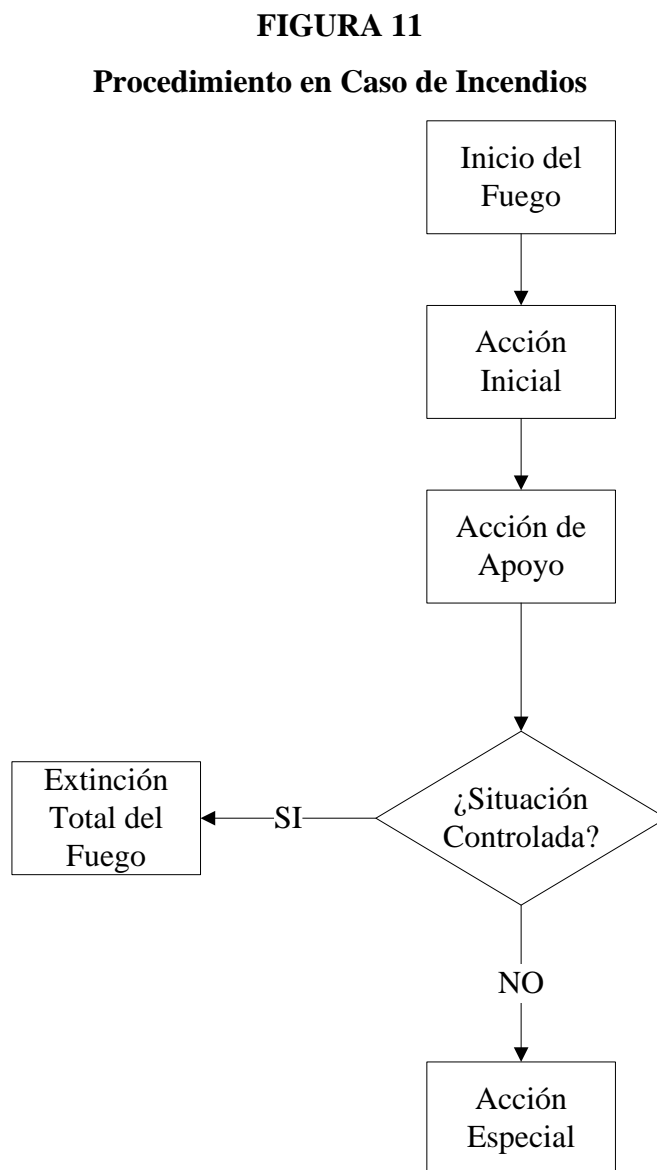 FIGURA 11
Procedimiento en Caso de Incendios
Inicio del
Fuego
Acción
Inicial
Acción de
Apoyo
¿Situación
Controlada?
SI
Extinción
Total del
Fuego
NO
Acción
Especial